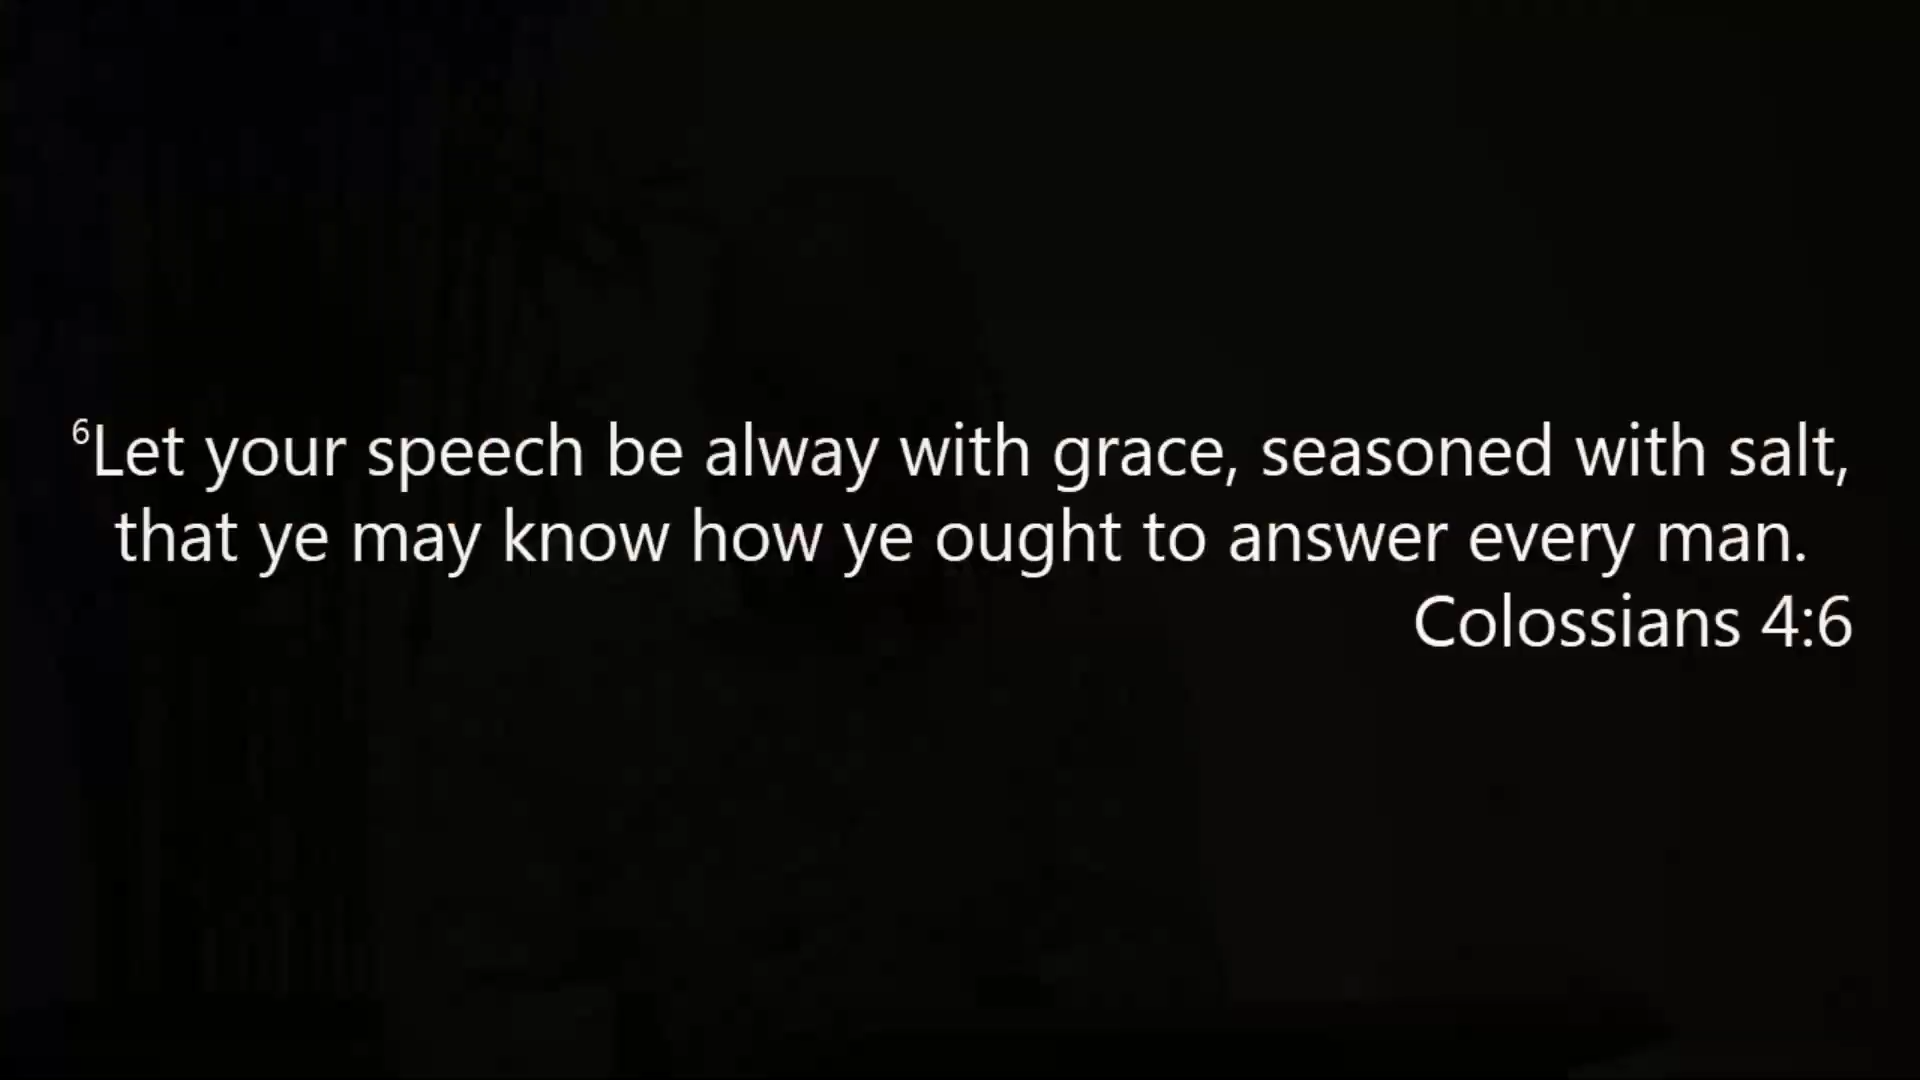 ⁶Let your speech be alway with grace, seasoned with salt,
that ye may know how ye ought to answer every man.
Colossians 4:6